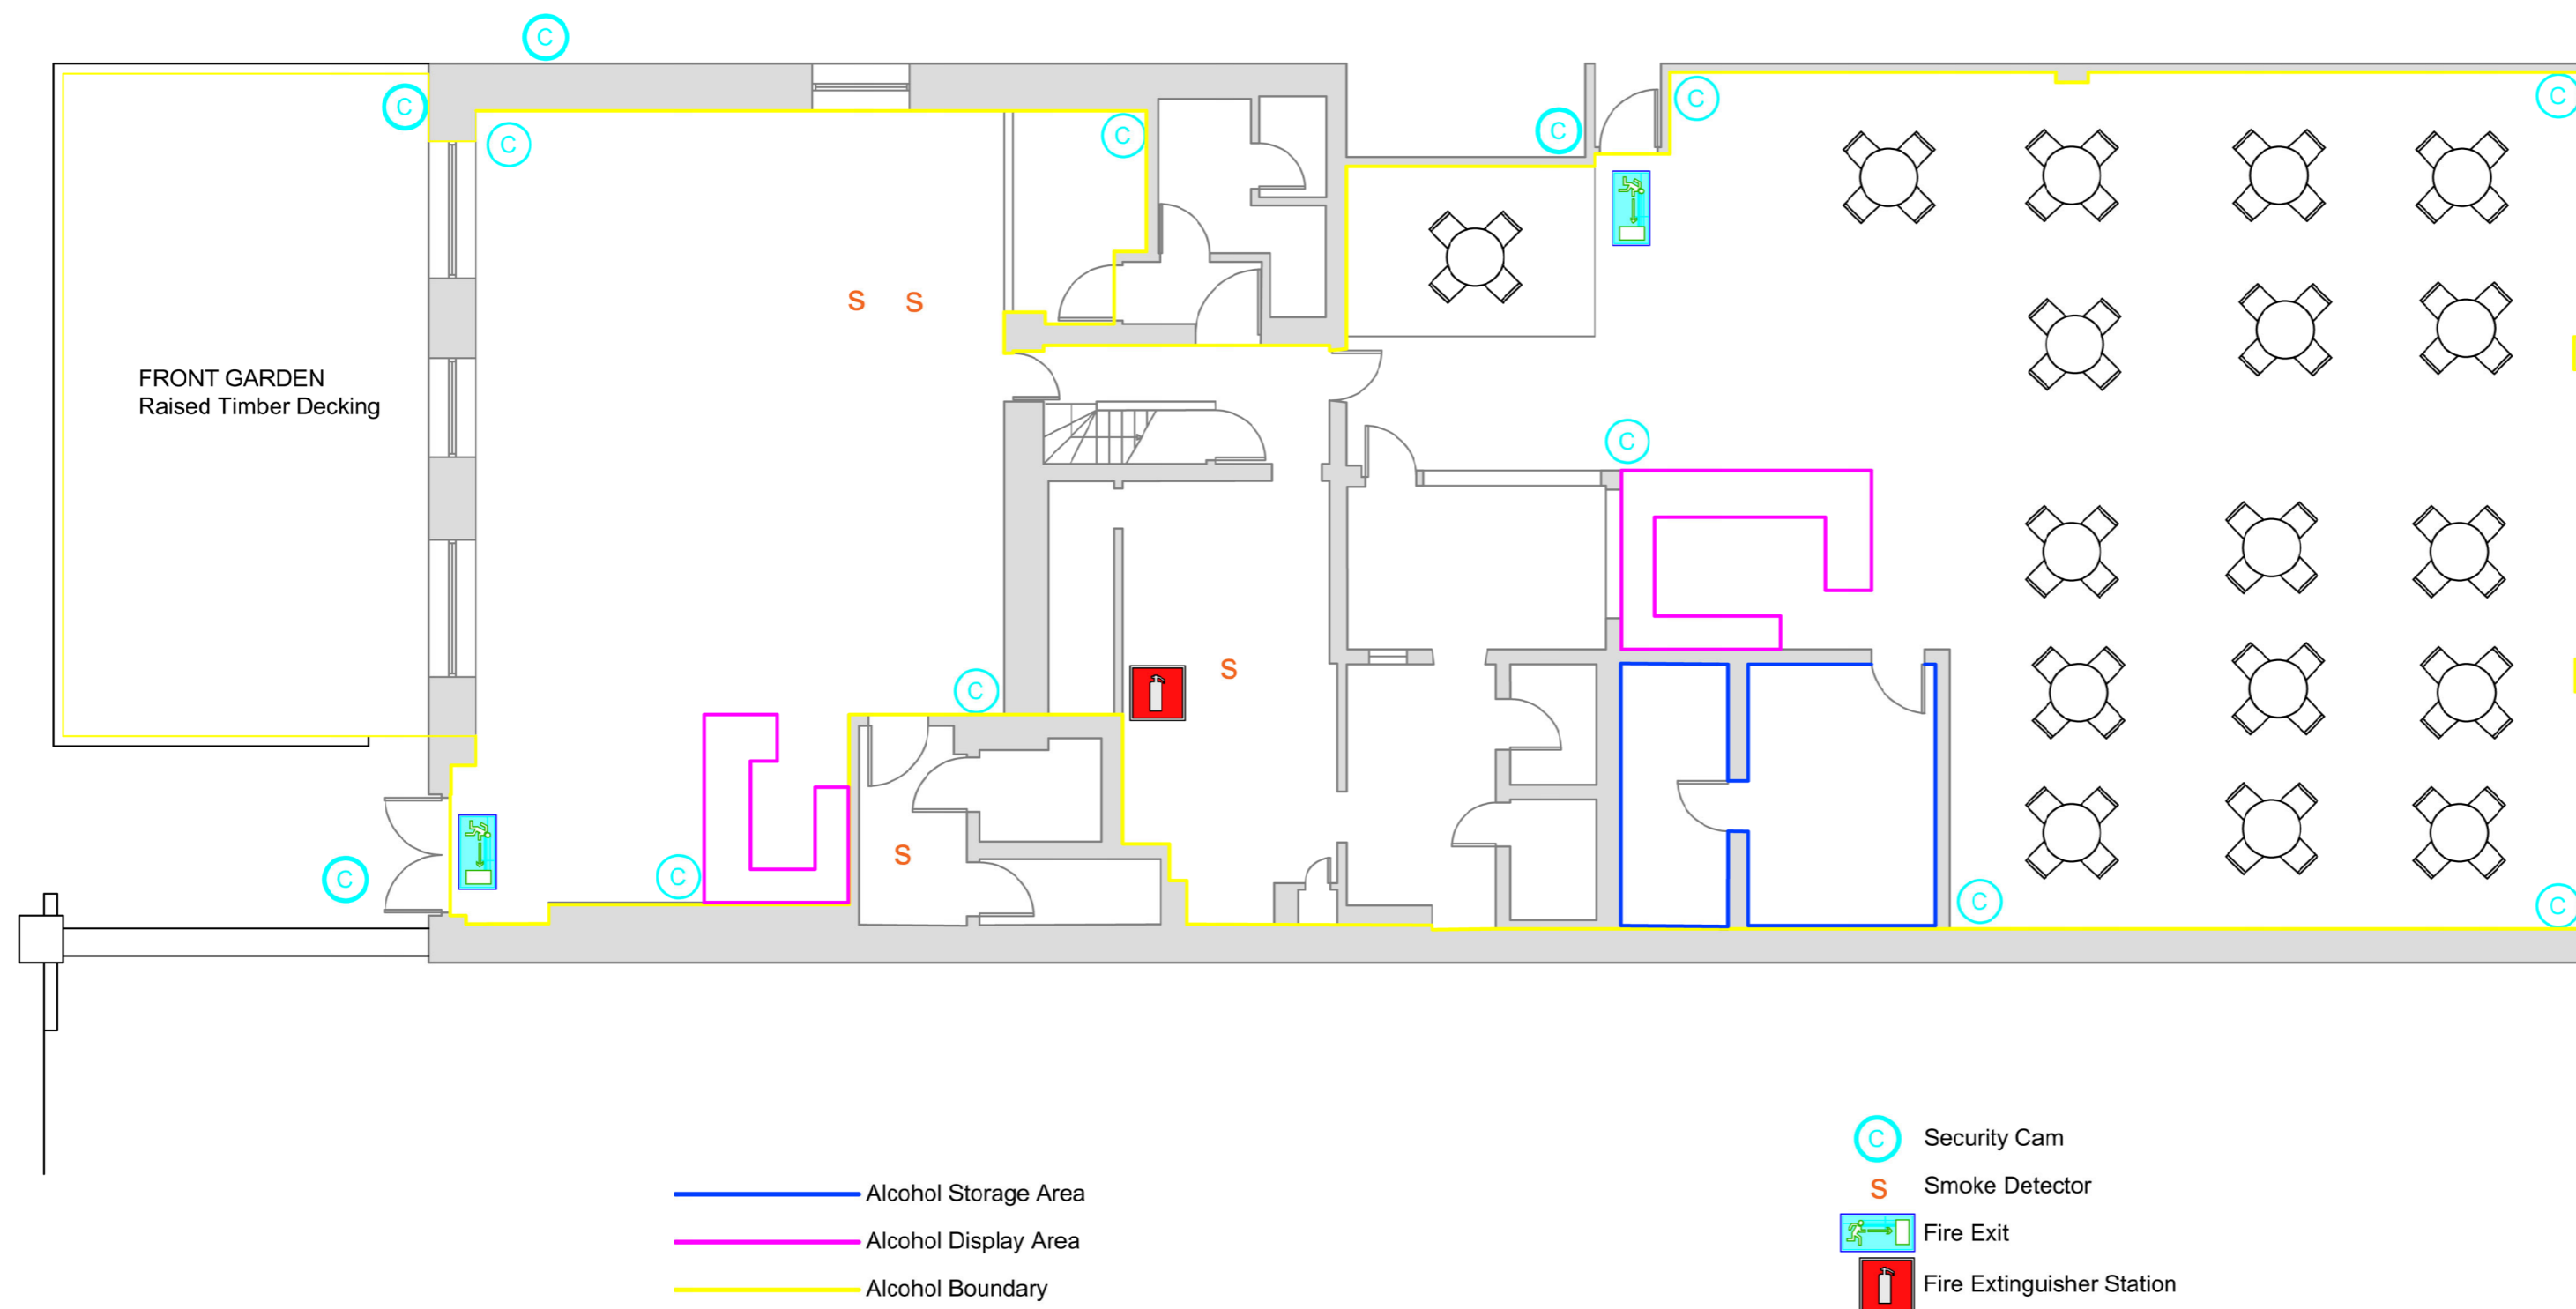 C
C
C
C
C
C
C
C
S S
FRONT GARDEN
Raised Timber Decking
C
S
C
S
C
C
C
C
C Security Cam
S Smoke Detector
Fire Exit
Fire Extinguisher Station
Alcohol Storage Area
Alcohol Display Area
Alcohol Boundary